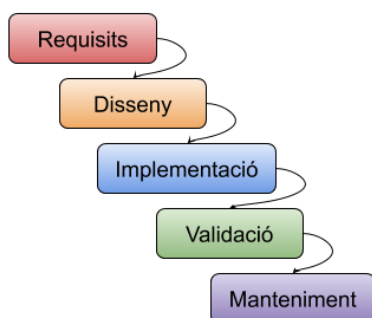 Requisits
Disseny
Implementació
Validació
Manteniment